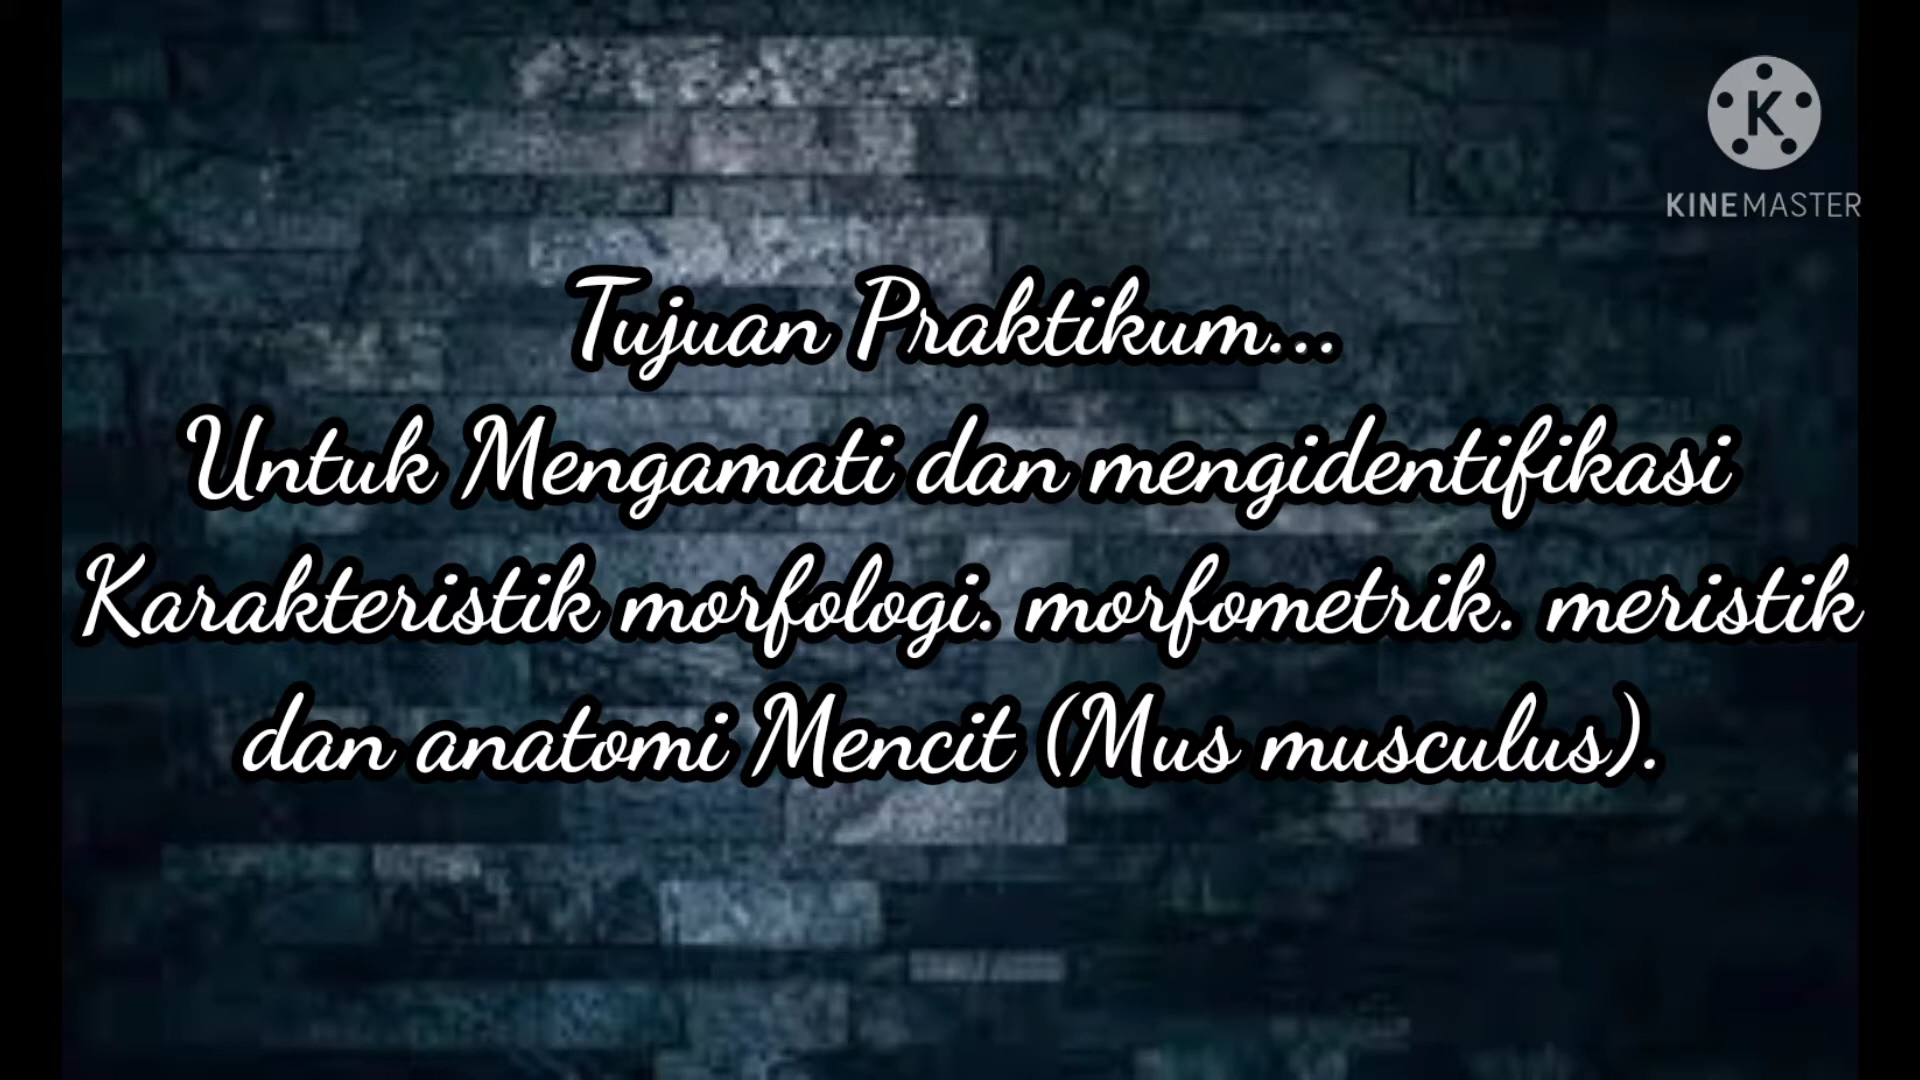 KINEMASTER
Tujuan Praktikum...
Untuk Mengamati dan mengidentifikasi
Karakteristik morfologi. morfometrik. meristik
dan anatomi Mencit (Mus musculus).